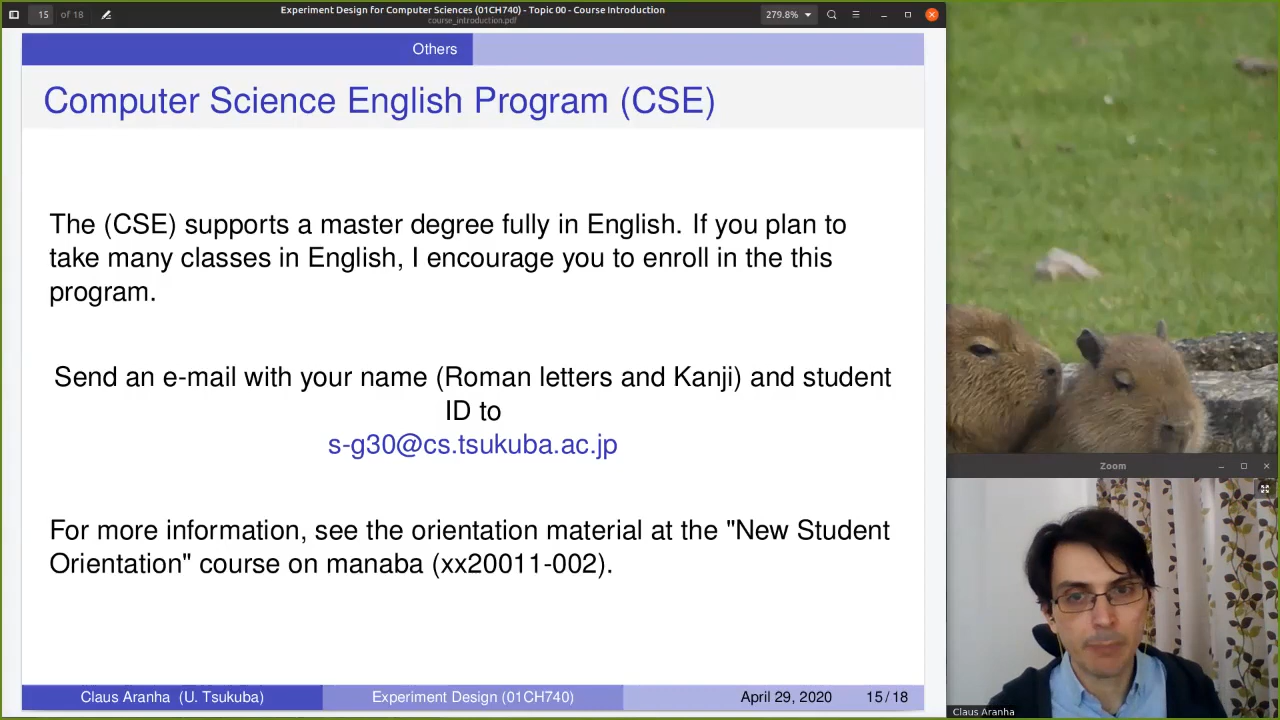 15 of 18
Experiment Design for Computer Sciences (01CH740) - Topic 00 - Course Introduction
course_introduction.pdf
279.8%
Others
Computer Science English Program (CSE)
The (CSE) supports a master degree fully in English. If you plan to
take many classes in English, I encourage you to enroll in the this
program.
Send an e-mail with your name (Roman letters and Kanji) and student
ID to
s-g30@cs.tsukuba.ac.jp
For more information, see the orientation material at the "New Student
Orientation" course on manaba (xx20011-002).
Claus Aranha (U. Tsukuba)
Experiment Design (01CH740)
April 29, 2020
15/18
Zoom
Claus Aranha